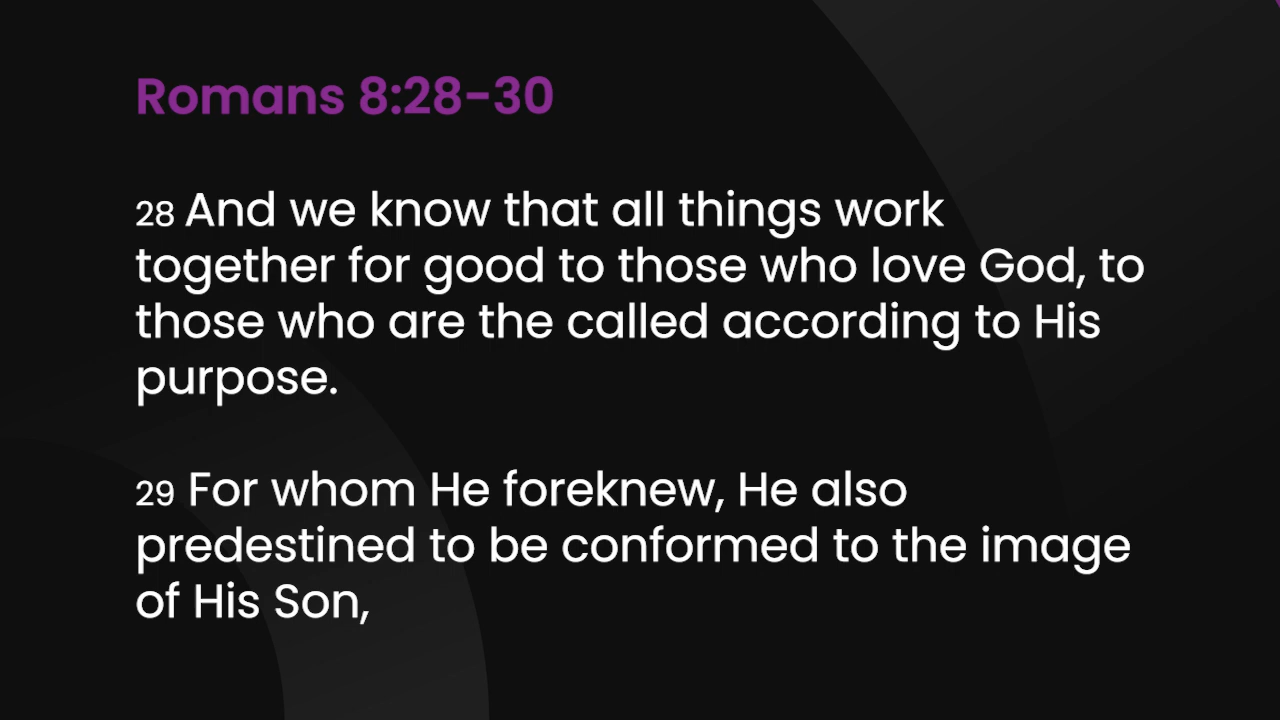 Romans 8:28-30
28 And we know that all things work
together for good to those who love God, to
those who are the called according to His
purpose.
29 For whom He foreknew, He also
predestined to be conformed to the image
of His Son,